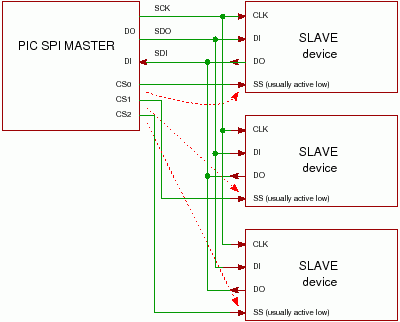 SCK
CLK
PIC SPI MASTER
DO
SDO
DI
SLAVE
device
SDI
DI
DO
CS0
SS (usually active low)
CS1
CS2
CLK
DI
SLAVE
device
DO
SS (usually active low)
CLK
DI
SLAVE
device
DO
SS (usually active low)